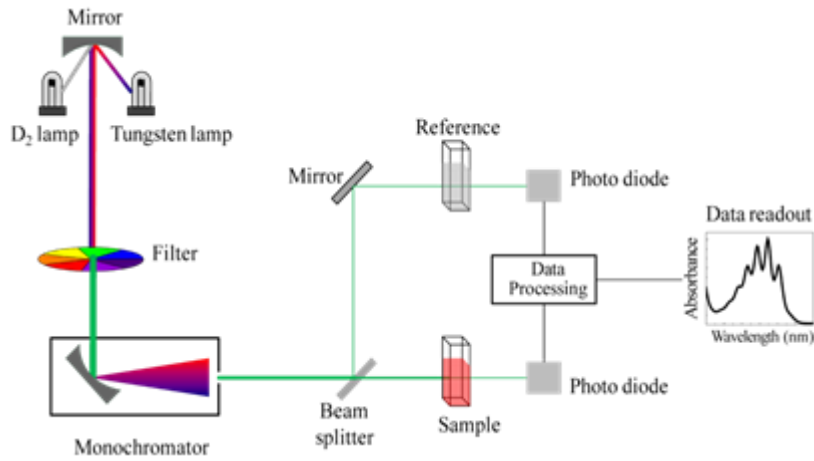 Mirror
D₂ lamp
Tungsten lamp
Filter
Monochromator
Beam
splitter
Mirror
Reference
Photo diode
Data
Processing
Sample
Photo diode
Data readout
Absorbance
Wavelength (nm)